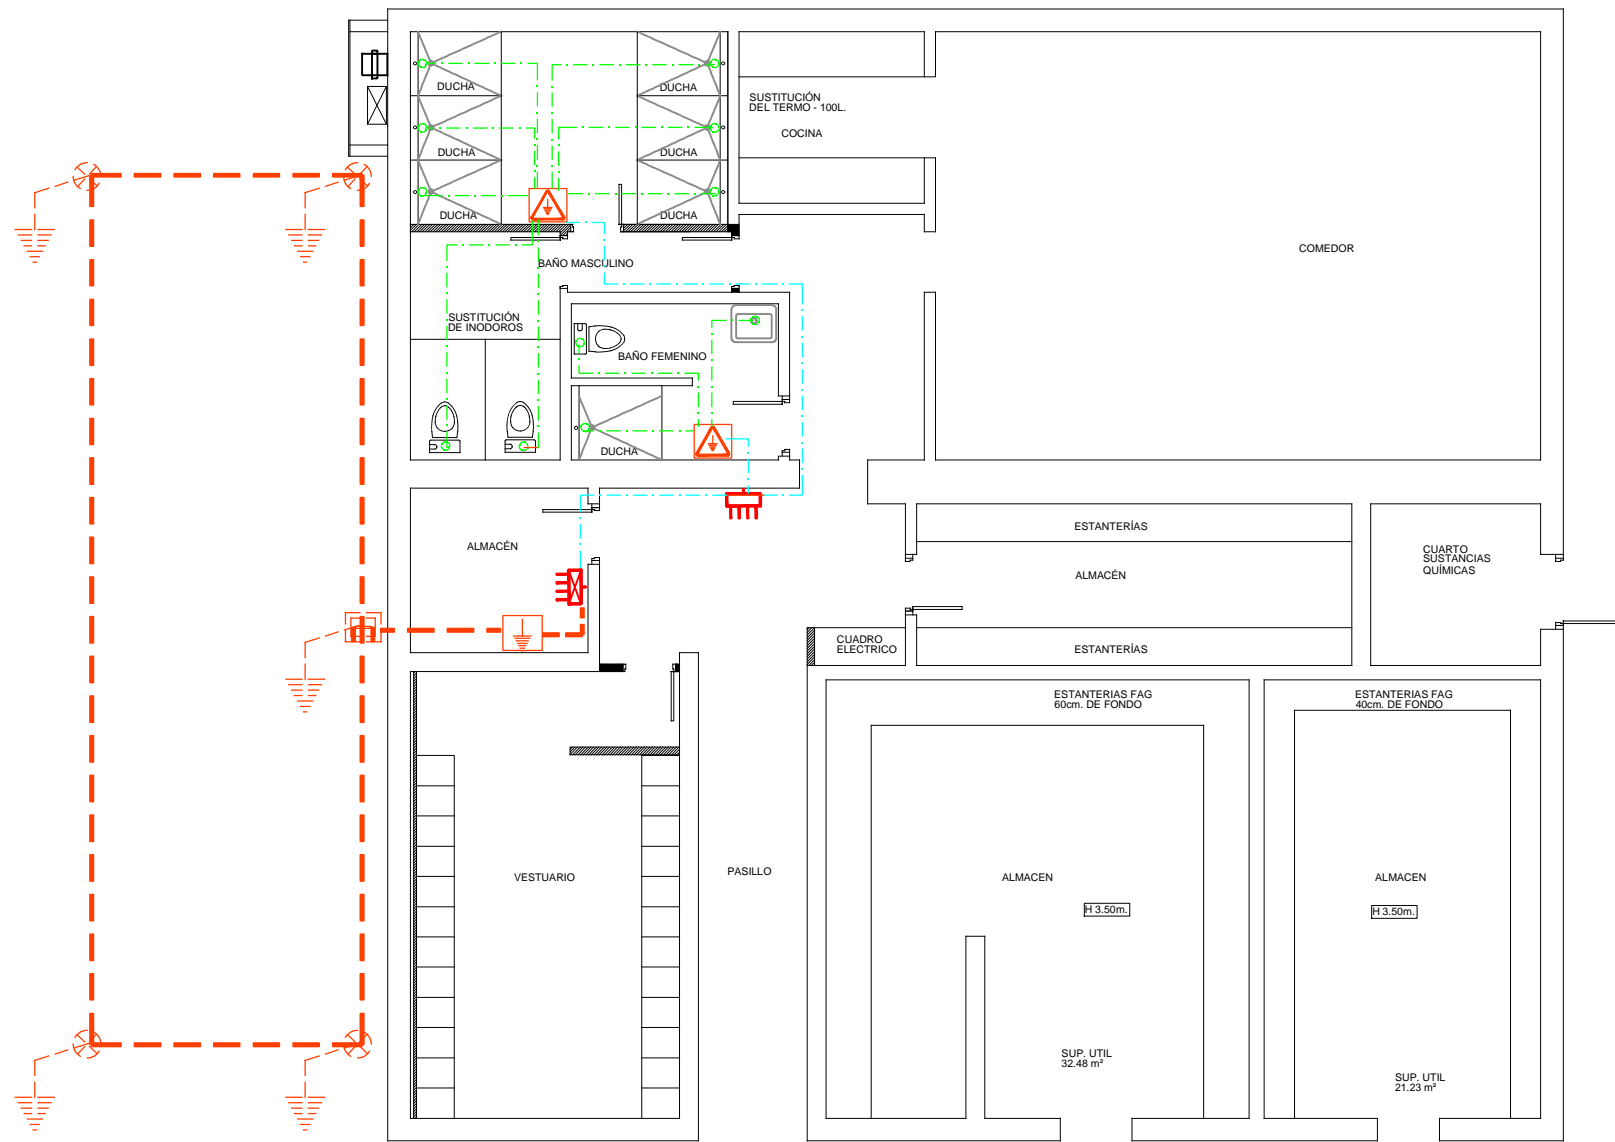 DUCHA
DUCHA
SUSTITUCIÓN
DEL TERMO - 100L.
COCINA
DUCHA
DUCHA
DUCHA
DUCHA
COMEDOR
BAÑO MASCULINO
SUSTITUCIÓN
DE INODOROS
BAÑO FEMENINO
DUCHA
ALMACÉN
ESTANTERÍAS
ALMACÉN
CUARTO
SUSTANCIAS
QUÍMICAS
CUADRO
ELECTRICO
ESTANTERÍAS
ESTANTERIAS FAG
60cm. DE FONDO
ESTANTERIAS FAG
40cm. DE FONDO
VESTUARIO
PASILLO
ALMACEN
H 3.50m.
ALMACEN
H 3.50m.
SUP. UTIL
32.48 m²
SUP. UTIL
21.23 m²